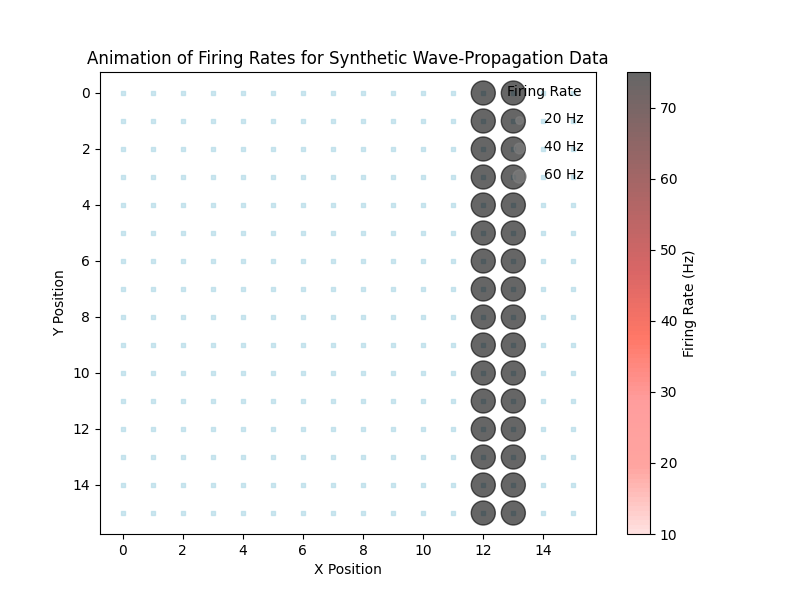 Animation of Firing Rates for Synthetic Wave-Propagation Data
Firing Rate
20 Hz
40 Hz
60 Hz
0
2
4
6
8
10
12
14
Y Position
0 2 4 6 8 10 12 14
X Position
70
60
50
40
30
20
10
Firing Rate (Hz)